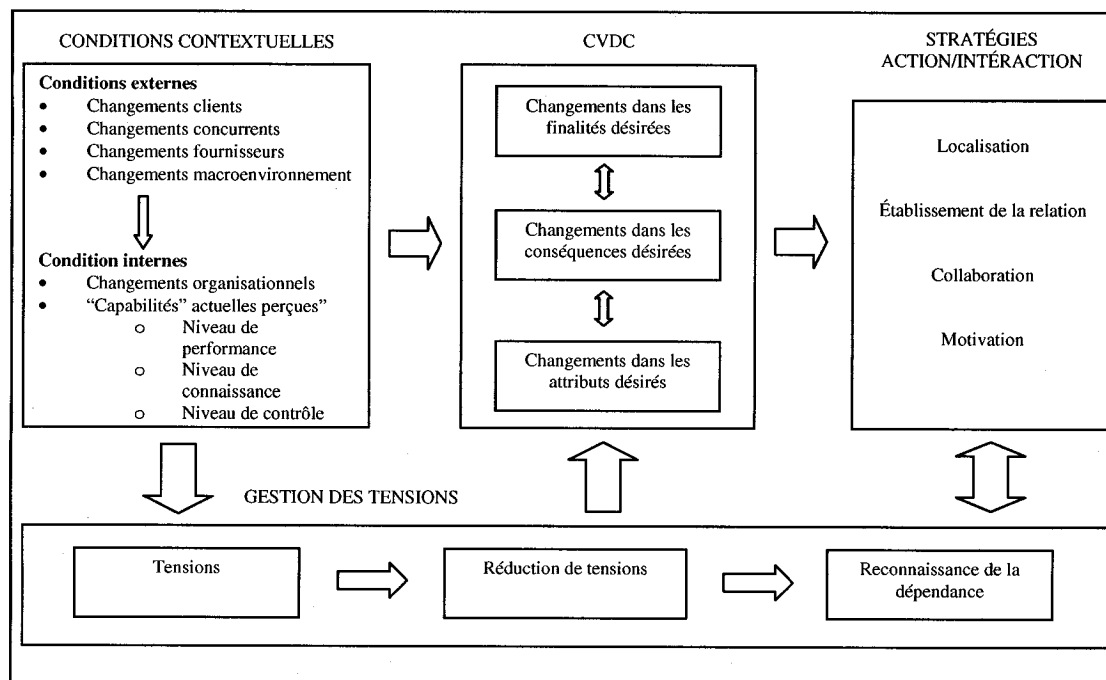 CONDITIONS CONTEXTUELLES
Conditions externes
• Changements clients
• Changements concurrents
• Changements fournisseurs
• Changements macroenvironnement
Condition internes
• Changements organisationnels
• “Capabilités” actuelles perçues”
o Niveau de
performance
o Niveau de
connaissance
o Niveau de contrôle
CVDC
Changements dans les
finalités désirées
Changements dans les
conséquences désirées
Changements dans les
attributs désirés
STRATÉGIES
ACTION/INTÉRACTION
Localisation
Établissement de la relation
Collaboration
Motivation
GESTION DES TENSIONS
Tensions
Réduction de tensions
Reconnaissance de la
dépendance